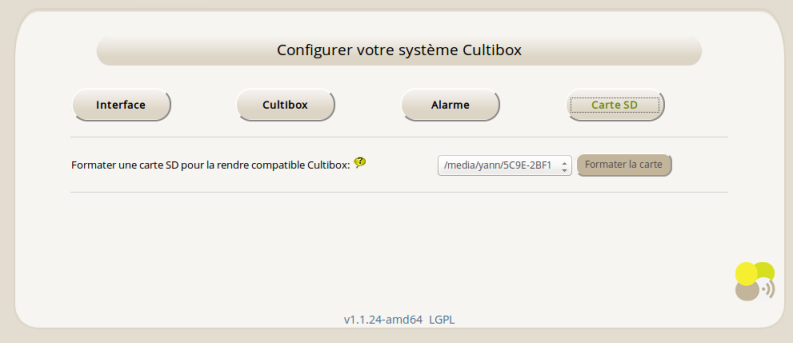 Configurer votre système Cultibox
Interface Cultibox Alarme Carte SD
Formater une carte SD pour la rendre compatible Cultibox: ? /media/yann/5C9E-2BF1 Formater la carte
v1.1.24-amd64 LGPL